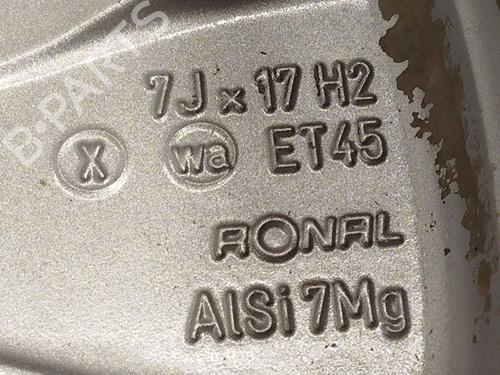 B-PARTS
7J x 17 H2
X wa ET45
RONAL
AlSi7Mg